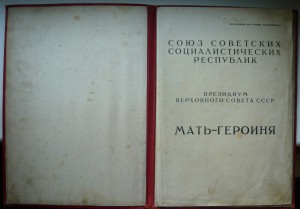 СОЮЗ СОВЕТСКИХ
СОЦИАЛИСТИЧЕСКИХ
РЕСПУБЛИК
ПРЕЗИДИУМ
ВЕРХОВНОГО СОВЕТА СССР
МАТЬ-ГЕРОИНЯ